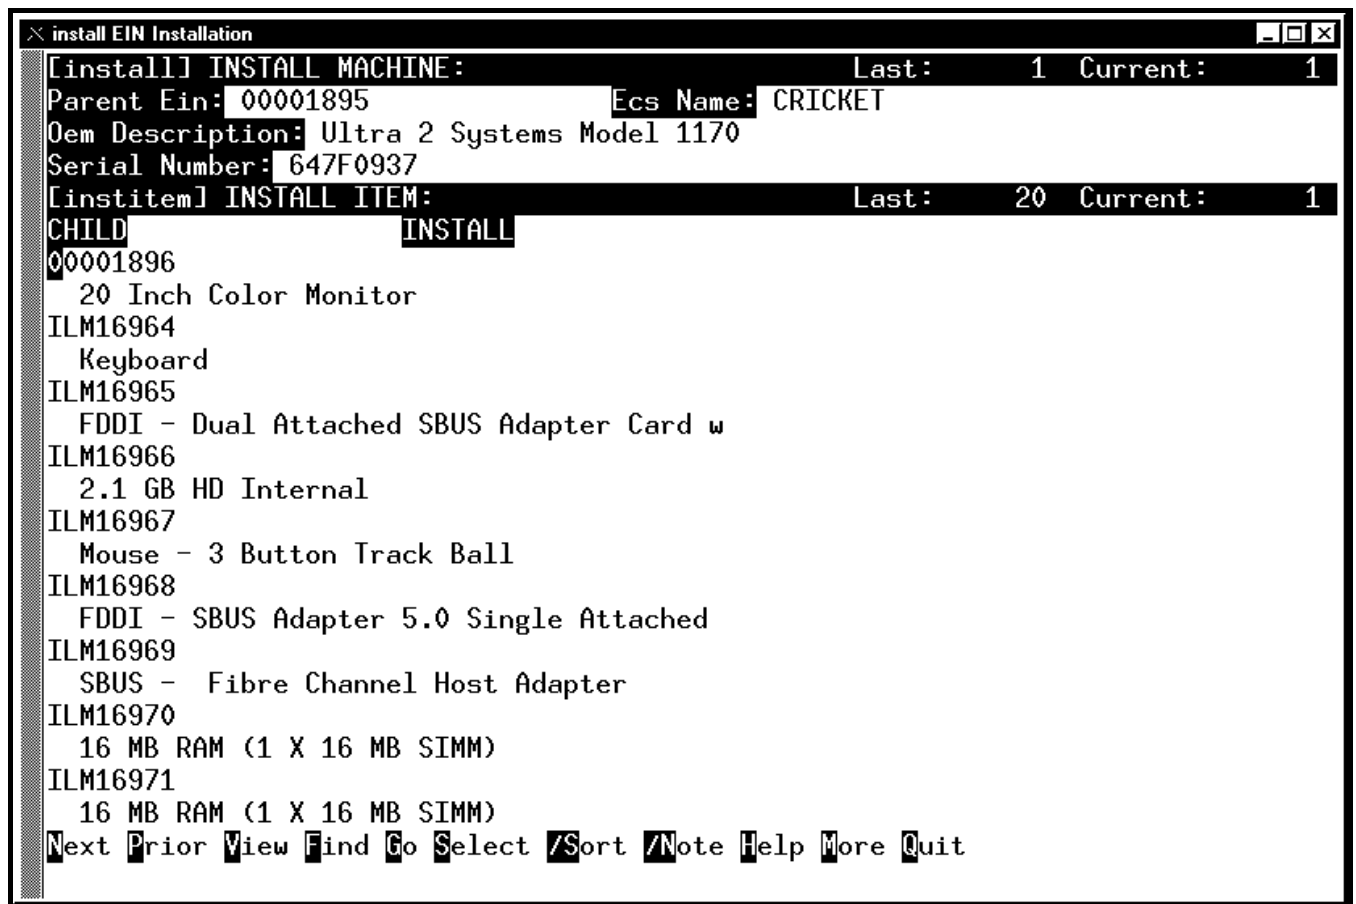 install EIN Installation
[install] INSTALL MACHINE: Last: 1 Current: 1
Parent Ein: 00001895 Ecs Name: CRICKET
Oem Description: Ultra 2 Systems Model 1170
Serial Number: 647F0937
[institem] INSTALL ITEM: Last: 20 Current: 1
CHILD INSTALL
00001896
20 Inch Color Monitor
ILM16964
Keyboard
ILM16965
FDDI - Dual Attached SBUS Adapter Card w
ILM16966
2.1 GB HD Internal
ILM16967
Mouse - 3 Button Track Ball
ILM16968
FDDI - SBUS Adapter 5.0 Single Attached
ILM16969
SBUS -  Fibre Channel Host Adapter
ILM16970
16 MB RAM (1 X 16 MB SIMM)
ILM16971
16 MB RAM (1 X 16 MB SIMM)
Next Prior View Find Go Select /Sort /Note Help More Quit